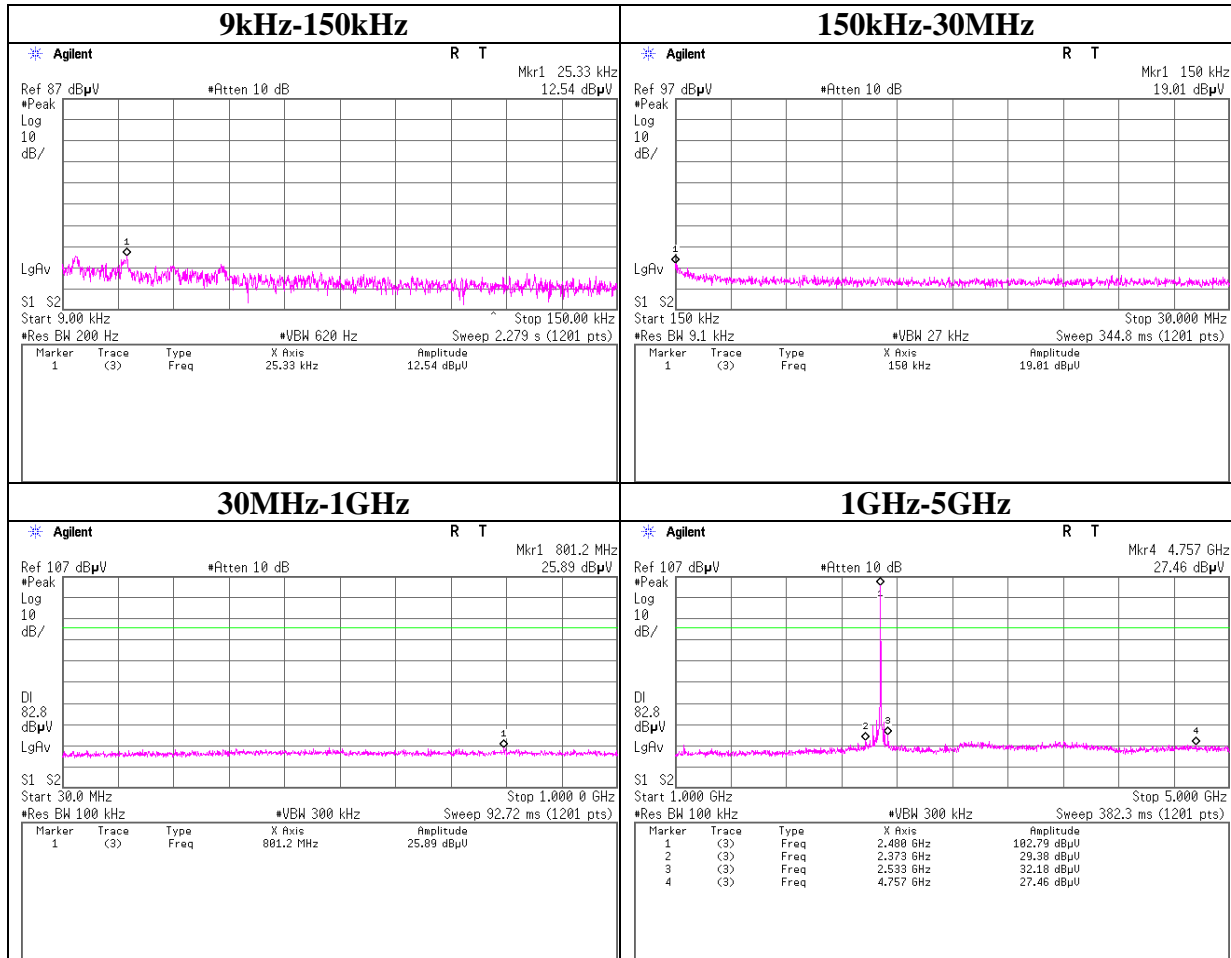 9kHz-150kHz
Agilent R T
Mkr1 25.33 kHz
Ref 87 dBµV #Atten 10 dB 12.54 dBµV
#Peak
Log
10
dB/
1
LgAv
S1 S2
Start 9.00 kHz ^ Stop 150.00 kHz
#Res BW 200 Hz #VBW 620 Hz Sweep 2.279 s (1201 pts)
Marker Trace Type X Axis Amplitude
1 (3) Freq 25.33 kHz 12.54 dBµV
150kHz-30MHz
Agilent R T
Mkr1 150 kHz
Ref 97 dBµV #Atten 10 dB 19.01 dBµV
#Peak
Log
10
dB/
1
LgAv
S1 S2
Start 150 kHz Stop 30.000 MHz
#Res BW 9.1 kHz #VBW 27 kHz Sweep 344.8 ms (1201 pts)
Marker Trace Type X Axis Amplitude
1 (3) Freq 150 kHz 19.01 dBµV
30MHz-1GHz
Agilent R T
Mkr1 801.2 MHz
Ref 107 dBµV #Atten 10 dB 25.89 dBµV
#Peak
Log
10
dB/
DI
82.8
dBµV
1
LgAv
S1 S2
Start 30.0 MHz Stop 1.000 0 GHz
#Res BW 100 kHz #VBW 300 kHz Sweep 92.72 ms (1201 pts)
Marker Trace Type X Axis Amplitude
1 (3) Freq 801.2 MHz 25.89 dBµV
1GHz-5GHz
Agilent R T
Mkr4 4.757 GHz
Ref 107 dBµV #Atten 10 dB 27.46 dBµV
#Peak
1
Log
10
dB/
DI
82.8
dBµV
2 3 4
LgAv
S1 S2
Start 1.000 GHz Stop 5.000 GHz
#Res BW 100 kHz #VBW 300 kHz Sweep 382.3 ms (1201 pts)
Marker Trace Type X Axis Amplitude
1 (3) Freq 2.480 GHz 102.79 dBµV
2 (3) Freq 2.373 GHz 29.38 dBµV
3 (3) Freq 2.533 GHz 32.18 dBµV
4 (3) Freq 4.757 GHz 27.46 dBµV